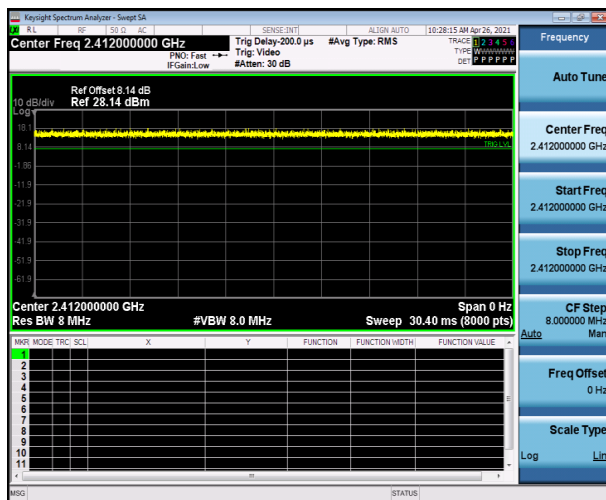 Keysight Spectrum Analyzer - Swept SA
RL RF 50 Ω AC SENSE:INT ALIGN AUTO 10:28:15 AM Apr 26, 2021
Center Freq 2.412000000 GHz
PNO: Fast
IFGain:Low
Trig Delay-200.0 µs
Trig: Video
#Atten: 30 dB
#Avg Type: RMS
TRACE 1 2 3 4 5 6
TYPE W
DET P P P P P P
Ref Offset 8.14 dB
10 dB/div Ref 28.14 dBm
Log
18.1
8.14
TRIG LVL
-1.86
-11.9
-21.9
-31.9
-41.9
-51.9
-61.9
Center 2.412000000 GHz Span 0 Hz
Res BW 8 MHz #VBW 8.0 MHz Sweep 30.40 ms (8000 pts)
MKR MODE TRC SCL X Y FUNCTION FUNCTION WIDTH FUNCTION VALUE
1
2
3
4
5
6
7
8
9
10
11
MSG STATUS
Frequency
Auto Tune
Center Freq
2.412000000 GHz
Start Freq
2.412000000 GHz
Stop Freq
2.412000000 GHz
CF Step
8.000000 MHz
Auto Man
Freq Offset
0 Hz
Scale Type
Log Lin